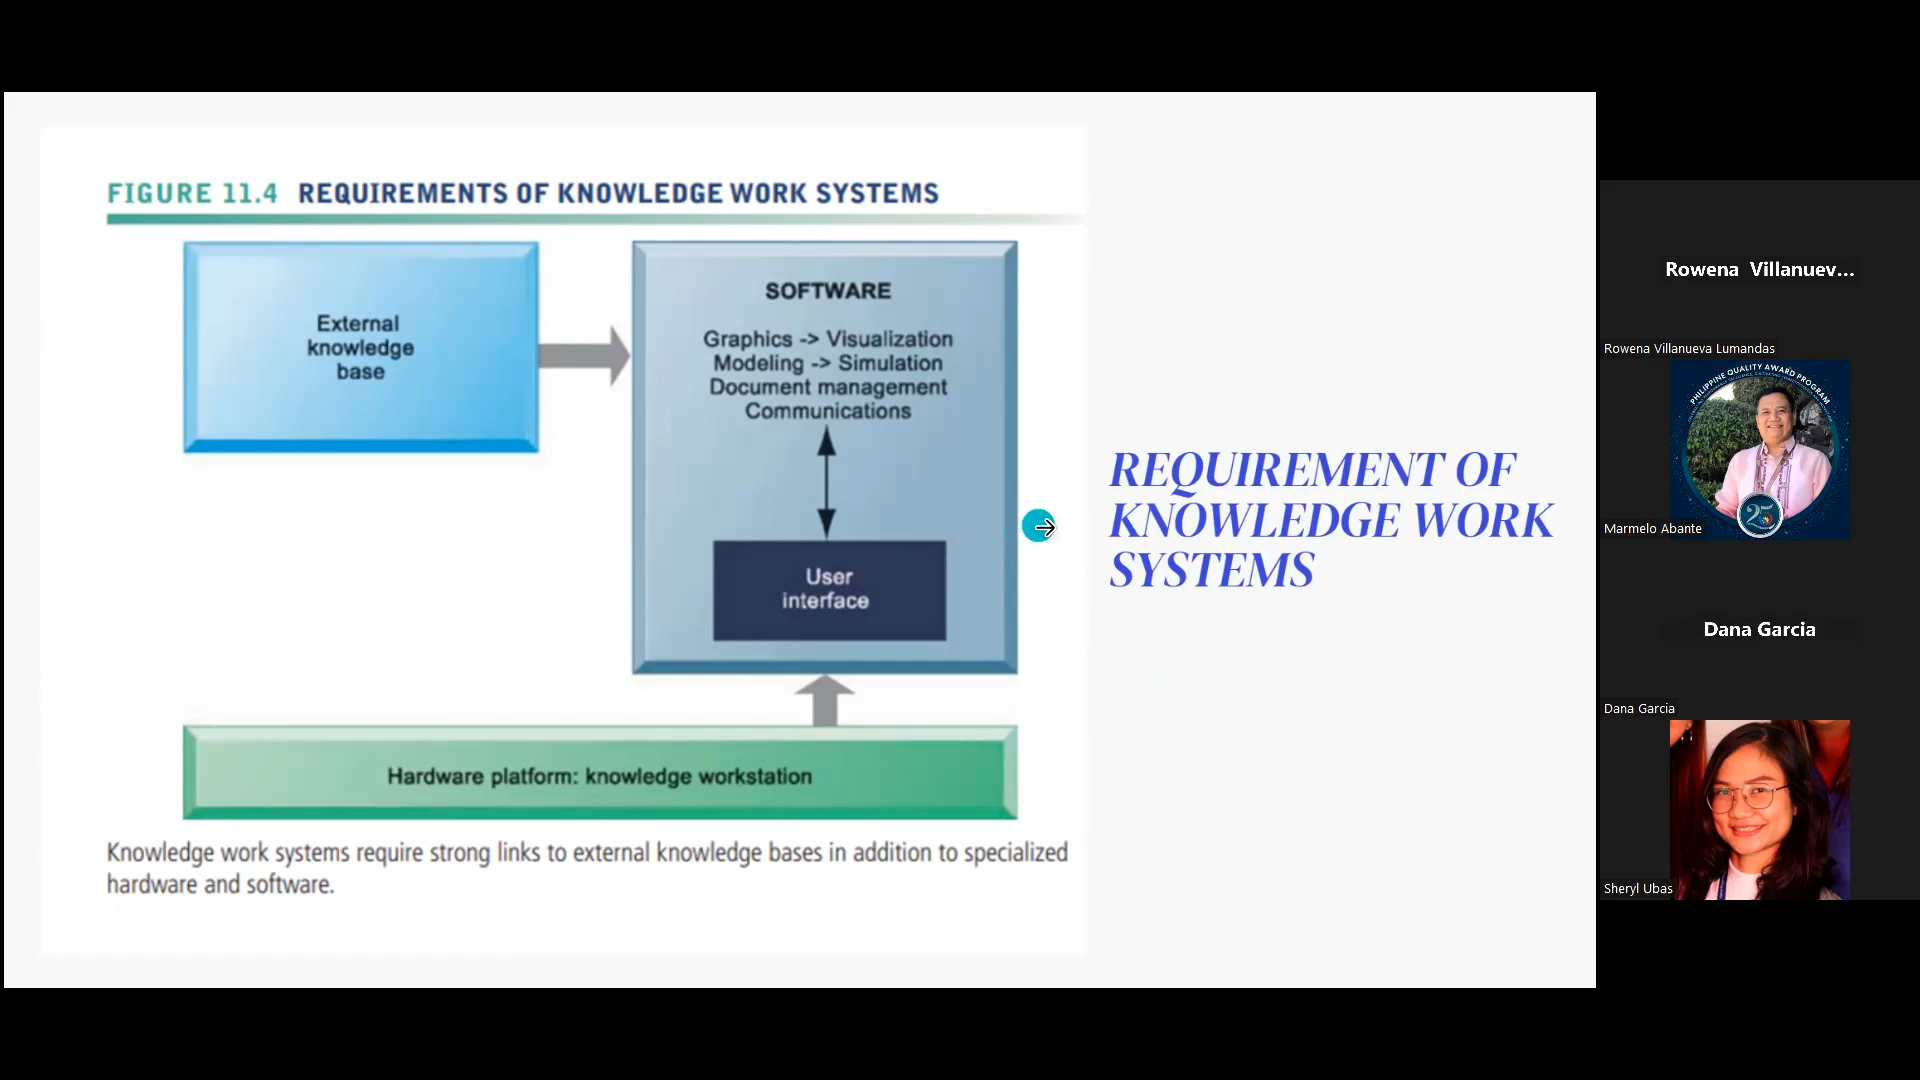 FIGURE 11.4 REQUIREMENTS OF KNOWLEDGE WORK SYSTEMS
External
knowledge
base
SOFTWARE
Graphics -> Visualization
Modeling -> Simulation
Document management
Communications
User
interface
Hardware platform: knowledge workstation
Knowledge work systems require strong links to external knowledge bases in addition to specialized
hardware and software.
REQUIREMENT OF
KNOWLEDGE WORK
SYSTEMS
Rowena Villanuev...
Rowena Villanueva Lumandas
PHILIPPINE QUALITY AWARD PROGRAM
25
Marmelo Abante
Dana Garcia
Dana Garcia
Sheryl Ubas